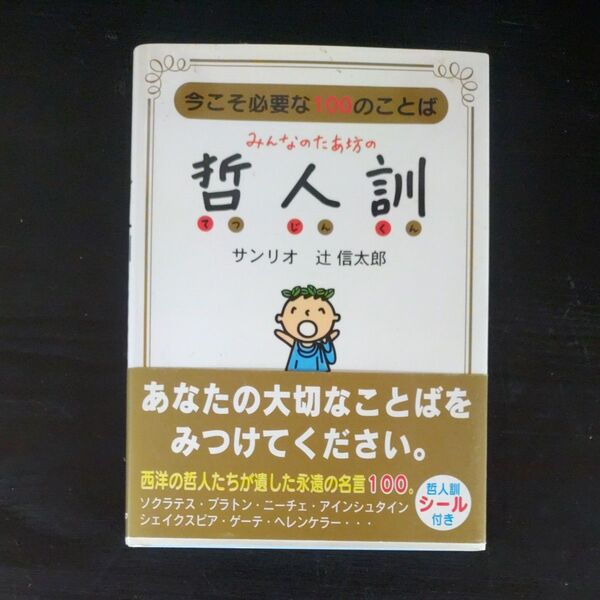 今こそ必要な100のことば
みんなのたあ坊の
哲人訓
てつじんくん
サンリオ 辻 信太郎
あなたの大切なことばを
みつけてください。
西洋の哲人たちが遺した永遠の名言100。
ソクラテス・プラトン・ニーチェ・アインシュタイン
シェイクスピア・ゲーテ・ヘレンケラー・・・
哲人訓
シール
付き